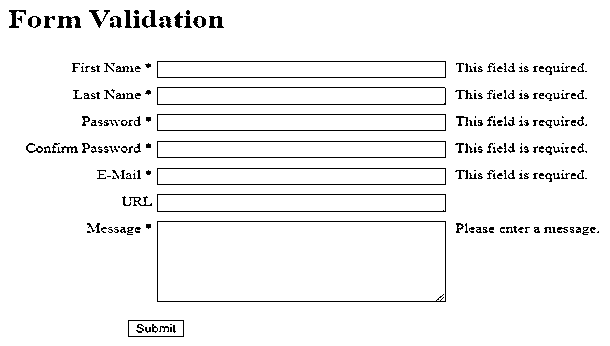 Form Validation
First Name * This field is required.
Last Name * This field is required.
Password * This field is required.
Confirm Password * This field is required.
E-Mail * This field is required.
URL
Message * Please enter a message.
Submit